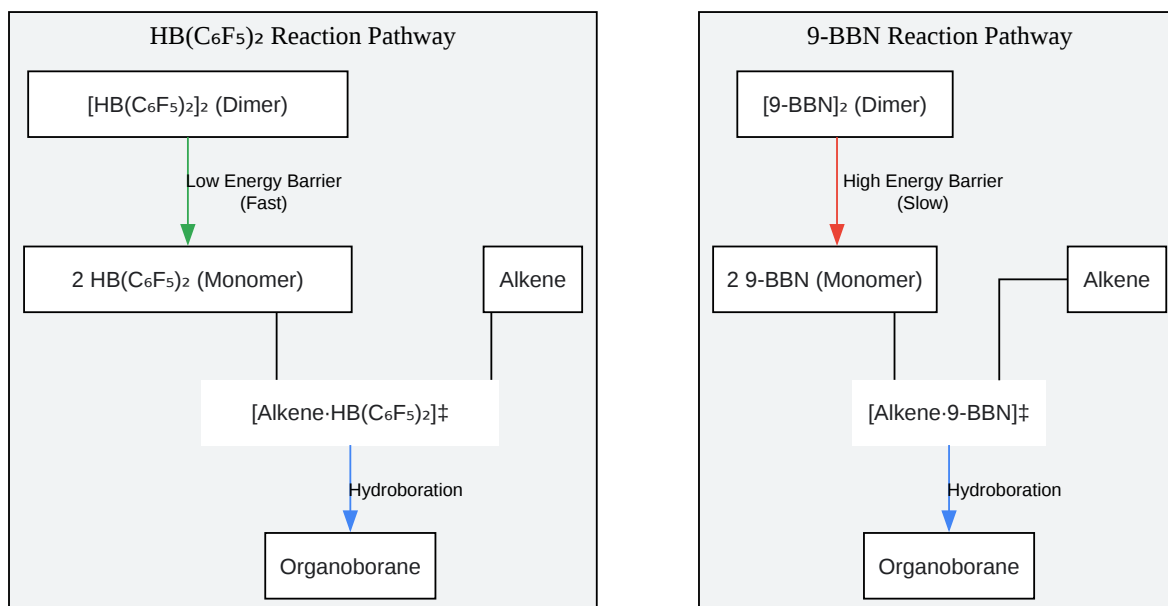 HB(C₆F₅)₂ Reaction Pathway
[HB(C₆F₅)₂]₂ (Dimer)
Low Energy Barrier
(Fast)
2 HB(C₆F₅)₂ (Monomer)
Alkene
[Alkene·HB(C₆F₅)₂]‡
Hydroboration
Organoborane
9-BBN Reaction Pathway
[9-BBN]₂ (Dimer)
High Energy Barrier
(Slow)
2 9-BBN (Monomer)
Alkene
[Alkene·9-BBN]‡
Hydroboration
Organoborane